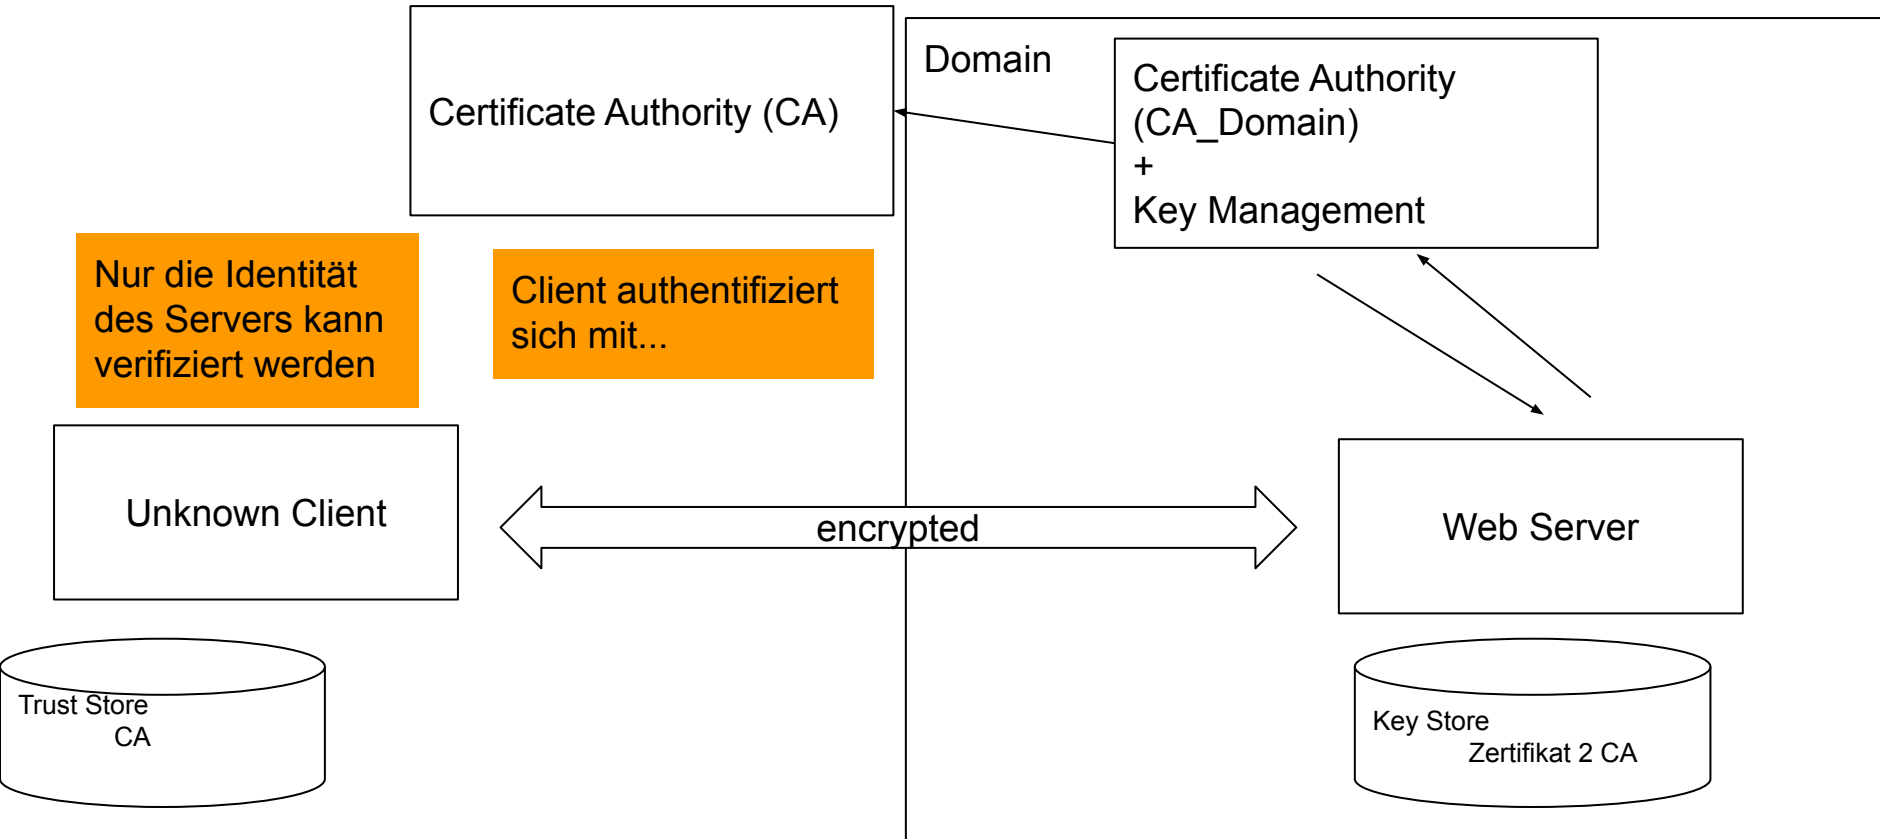 Certificate Authority (CA)
Domain
Certificate Authority
(CA_Domain)
+
Key Management
Nur die Identität
des Servers kann
verifiziert werden
Client authentifiziert
sich mit...
Unknown Client
encrypted
Web Server
Trust Store
CA
Key Store
Zertifikat 2 CA